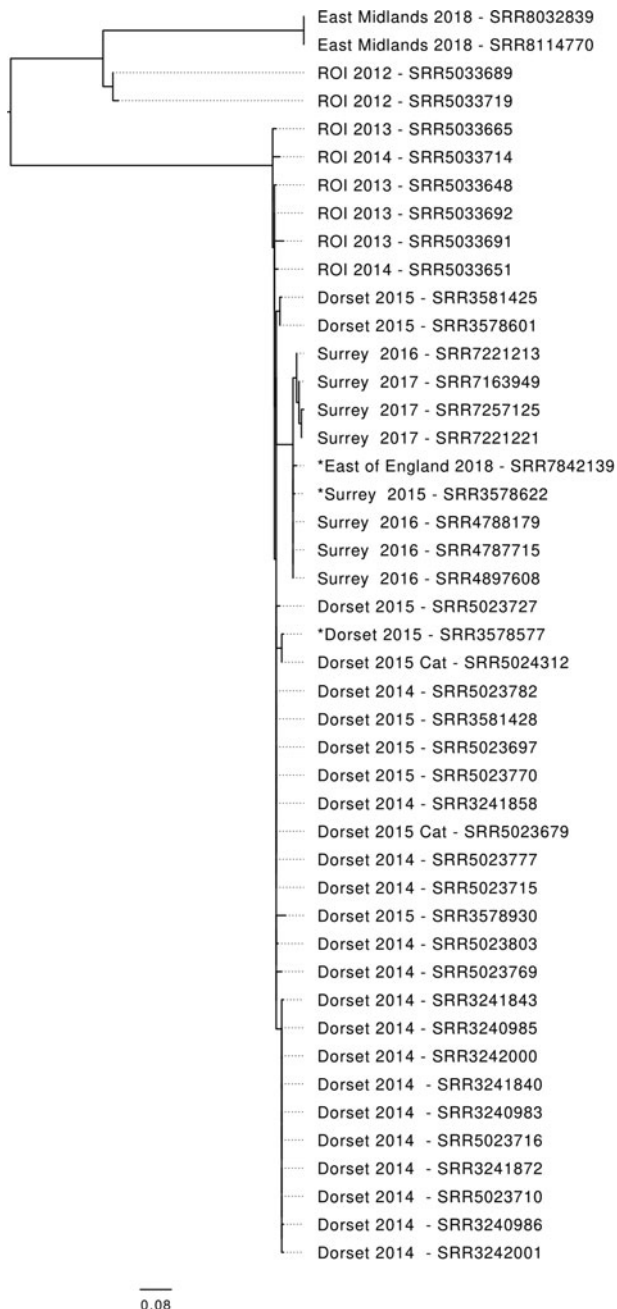 East Midlands 2018 - SRR8032839
East Midlands 2018 - SRR8114770
ROI 2012 - SRR5033689
ROI 2012 - SRR5033719
ROI 2013 - SRR5033665
ROI 2014 - SRR5033714
ROI 2013 - SRR5033648
ROI 2013 - SRR5033692
ROI 2013 - SRR5033691
ROI 2014 - SRR5033651
Dorset 2015 - SRR3581425
Dorset 2015 - SRR3578601
Surrey 2016 - SRR7221213
Surrey 2017 - SRR7163949
Surrey 2017 - SRR7257125
Surrey 2017 - SRR7221221
*East of England 2018 - SRR7842139
*Surrey 2015 - SRR3578622
Surrey 2016 - SRR4788179
Surrey 2016 - SRR4787715
Surrey 2016 - SRR4897608
Dorset 2015 - SRR5023727
*Dorset 2015 - SRR3578577
Dorset 2015 Cat - SRR5024312
Dorset 2014 - SRR5023782
Dorset 2015 - SRR3581428
Dorset 2015 - SRR5023697
Dorset 2015 - SRR5023770
Dorset 2014 - SRR3241858
Dorset 2015 Cat - SRR5023679
Dorset 2014 - SRR5023777
Dorset 2014 - SRR5023715
Dorset 2015 - SRR3578930
Dorset 2014 - SRR5023803
Dorset 2014 - SRR5023769
Dorset 2014 - SRR3241843
Dorset 2014 - SRR3240985
Dorset 2014 - SRR3242000
Dorset 2014 - SRR3241840
Dorset 2014 - SRR3240983
Dorset 2014 - SRR5023716
Dorset 2014 - SRR3241872
Dorset 2014 - SRR5023710
Dorset 2014 - SRR3240986
Dorset 2014 - SRR3242001
0.08